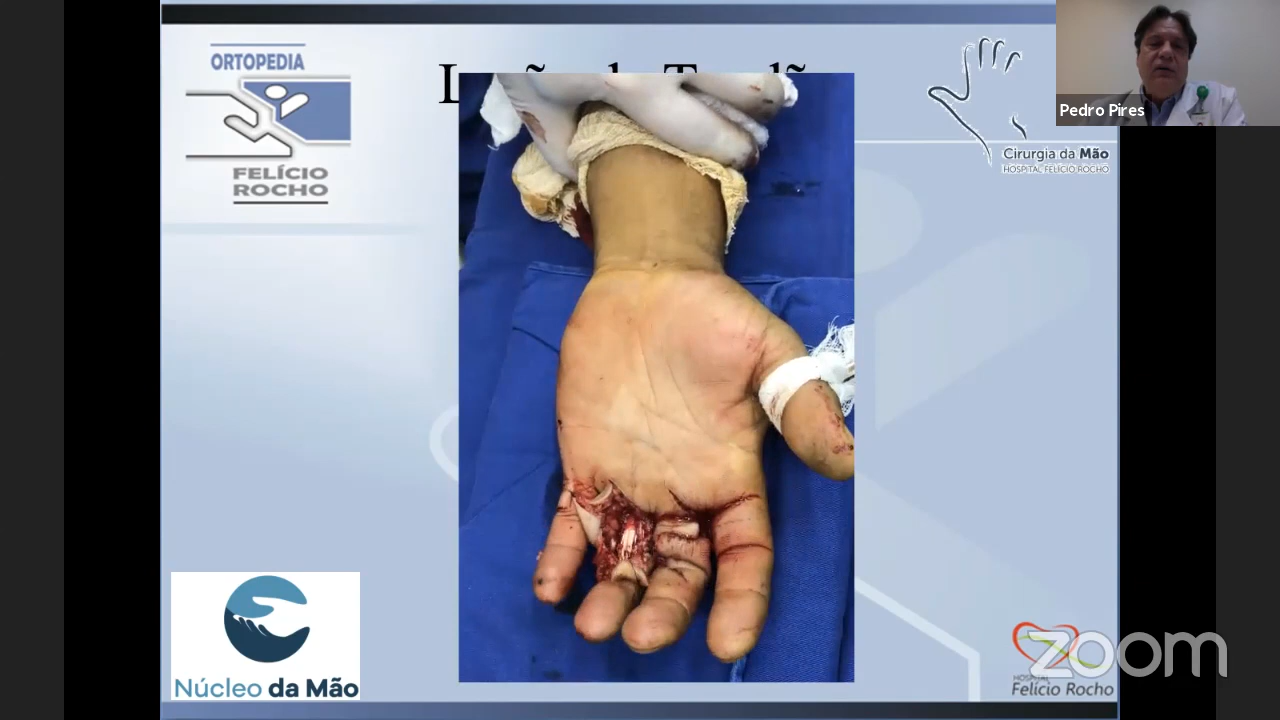 ORTOPEDIA
FELÍCIO
ROCHO
Cirurgia da Mão
HOSPITAL FELÍCIO ROCHO
Pedro Pires
Núcleo da Mão
zoom
HOSPITAL
Felício Rocho